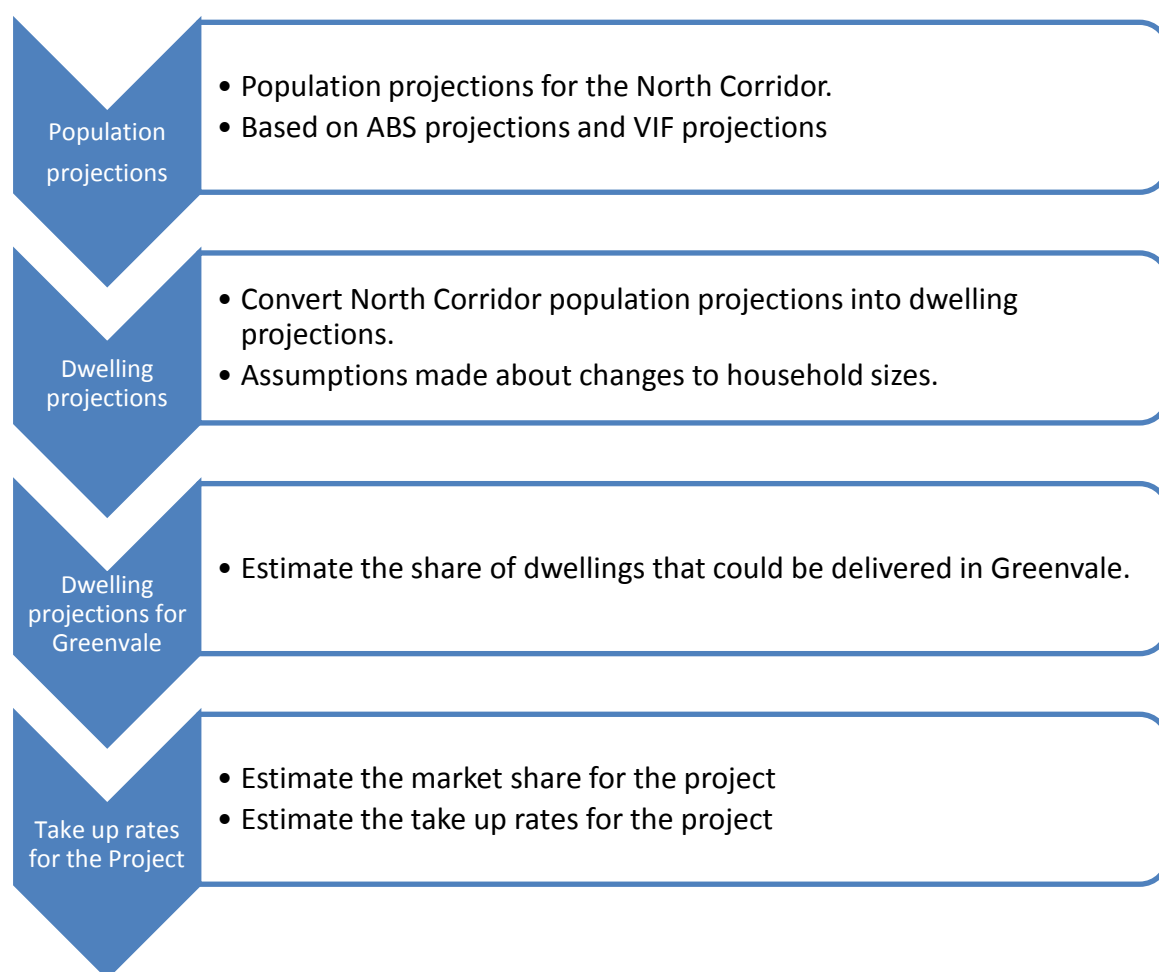 Population
projections
• Population projections for the North Corridor.
• Based on ABS projections and VIF projections
Dwelling
projections
• Convert North Corridor population projections into dwelling
projections.
• Assumptions made about changes to household sizes.
Dwelling
projections for
Greenvale
• Estimate the share of dwellings that could be delivered in Greenvale.
Take up rates
for the Project
• Estimate the market share for the project
• Estimate the take up rates for the project